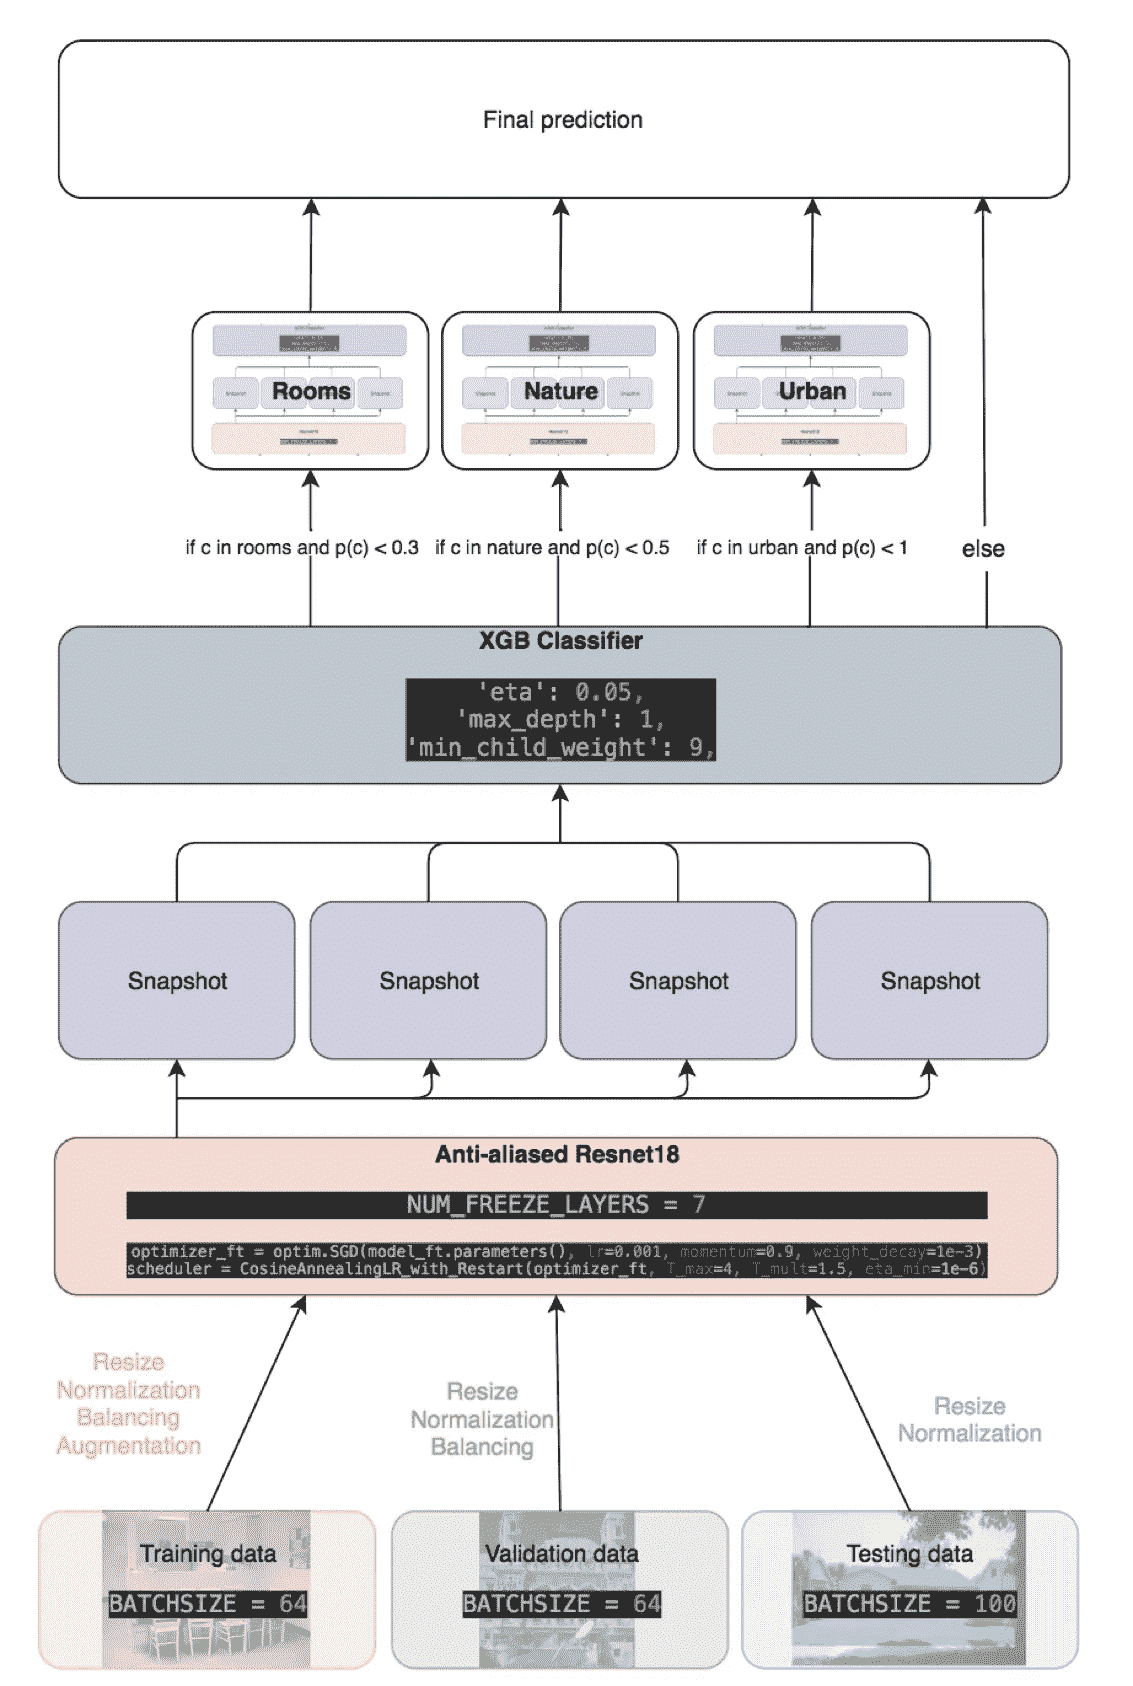 Final prediction
Rooms
Nature
Urban
if c in rooms and p(c) < 0.3
if c in nature and p(c) < 0.5
if c in urban and p(c) < 1
else
XGB Classifier
'eta': 0.05,
'max_depth': 1,
'min_child_weight': 9,
Snapshot
Snapshot
Snapshot
Snapshot
Anti-aliased Resnet18
NUM_FREEZE_LAYERS = 7
optimizer_ft = optim.SGD(model_ft.parameters(), lr=0.001, momentum=0.9, weight_decay=1e-3)
scheduler = CosineAnnealingLR_with_Restart(optimizer_ft, T_max=4, T_mult=1.5, eta_min=1e-6)
Resize
Normalization
Balancing
Augmentation
Resize
Normalization
Balancing
Resize
Normalization
Training data
BATCHSIZE = 64
Validation data
BATCHSIZE = 64
Testing data
BATCHSIZE = 100